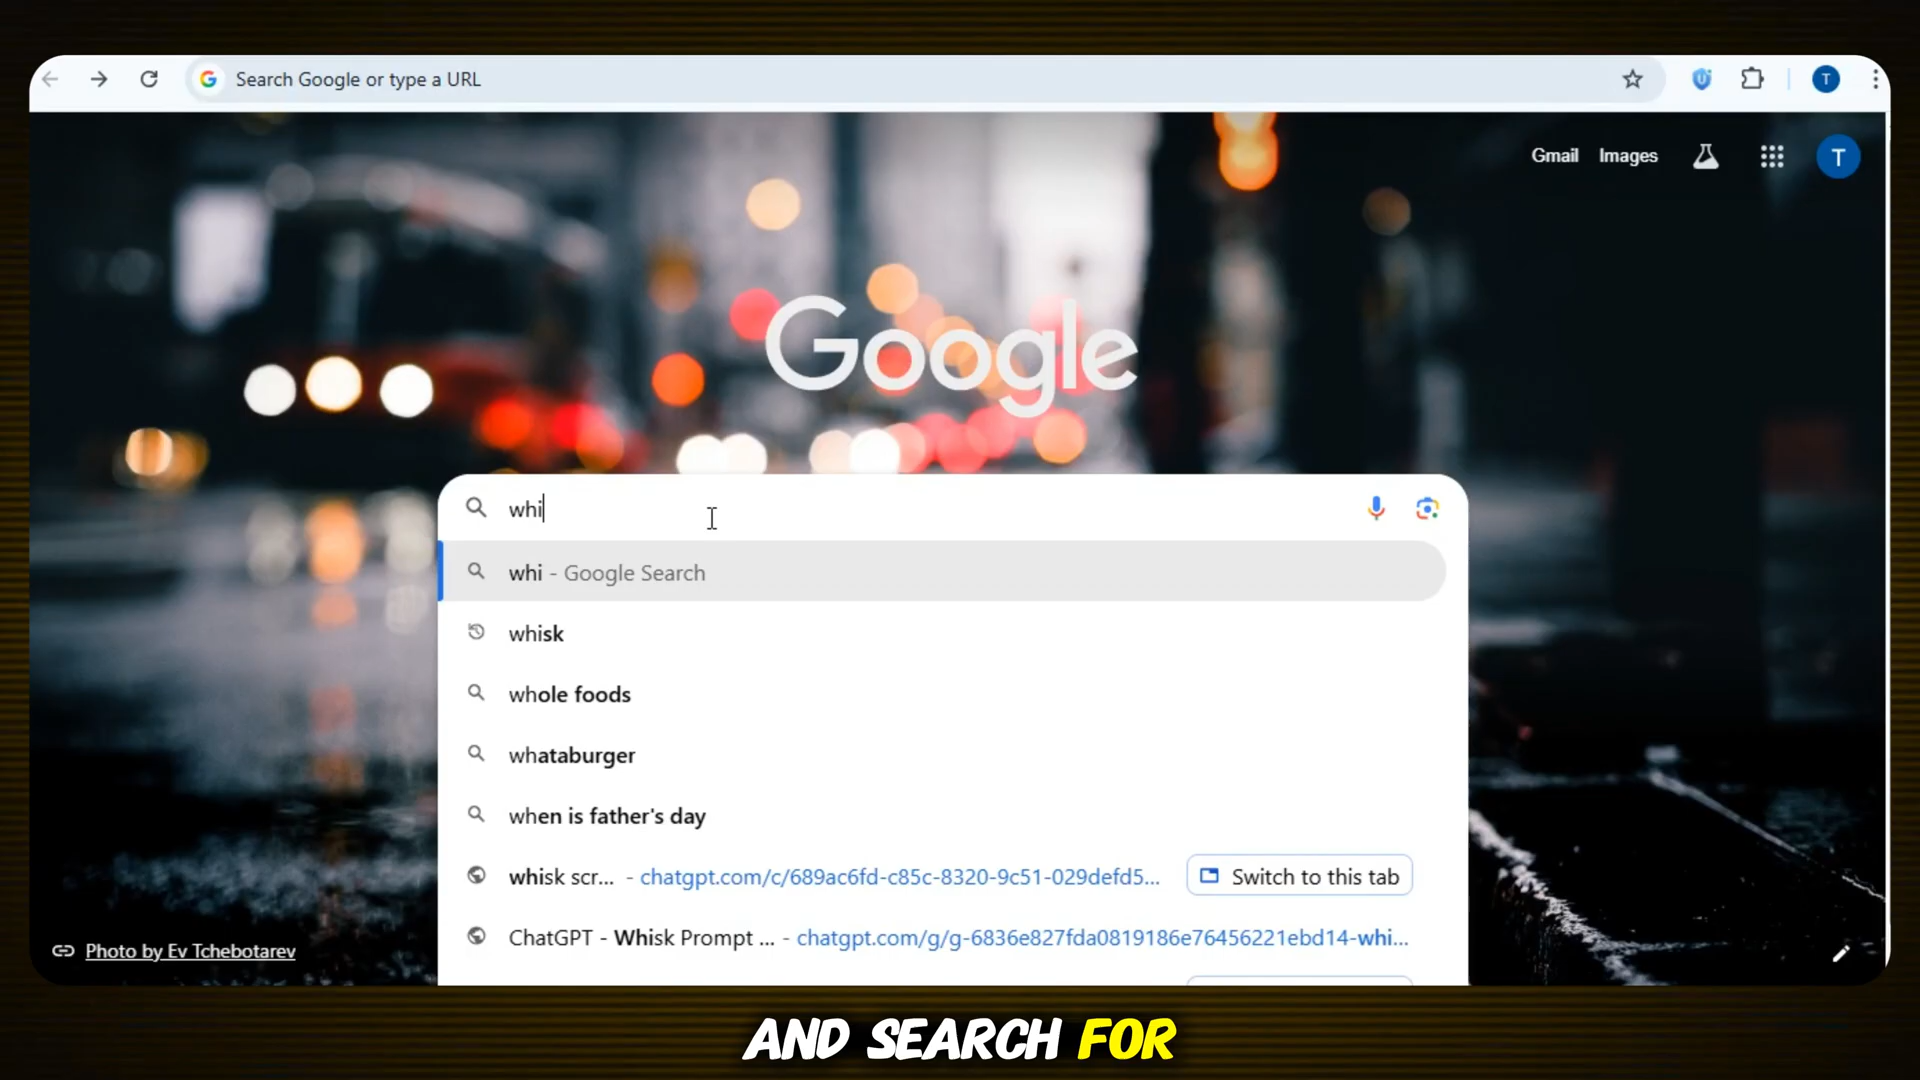 Search Google or type a URL
T
Gmail Images T
Google
whi
whi - Google Search
whisk
whole foods
whataburger
when is father's day
whisk scr... - chatgpt.com/c/689ac6fd-c85c-8320-9c51-029defd5... Switch to this tab
ChatGPT - Whisk Prompt ... - chatgpt.com/g/g-6836e827fda0819186e76456221ebd14-whi...
Photo by Ev Tchebotarev
AND SEARCH FOR